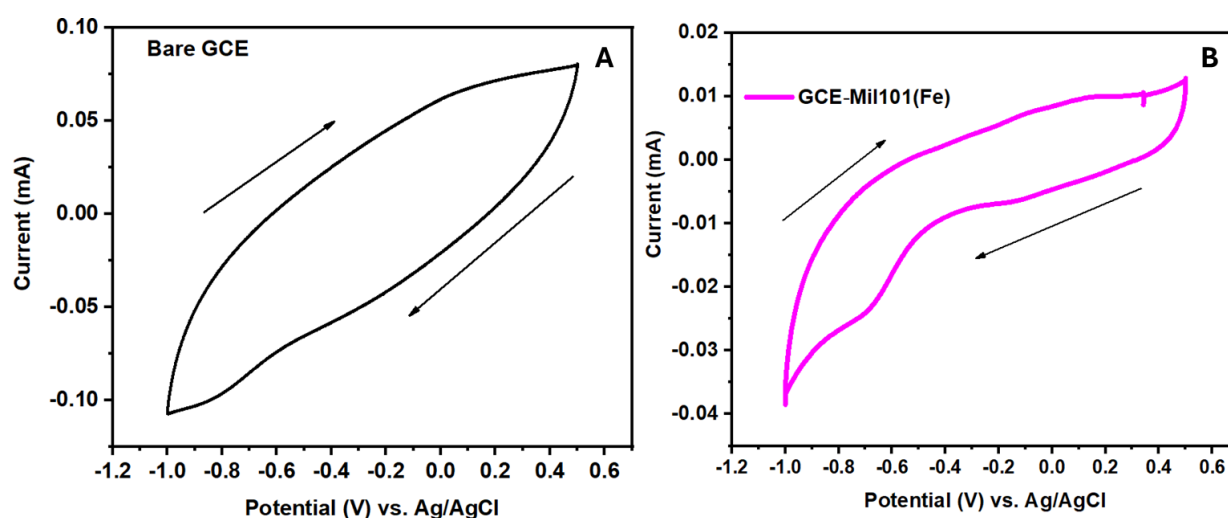 Bare GCE
A
0.10
0.05
0.00
-0.05
-0.10
Current (mA)
-1.2 -1.0 -0.8 -0.6 -0.4 -0.2 0.0 0.2 0.4 0.6
Potential (V) vs. Ag/AgCl
B
GCE-Mil101(Fe)
0.02
0.01
0.00
-0.01
-0.02
-0.03
-0.04
Current (mA)
-1.2 -1.0 -0.8 -0.6 -0.4 -0.2 0.0 0.2 0.4 0.6
Potential (V) vs. Ag/AgCl